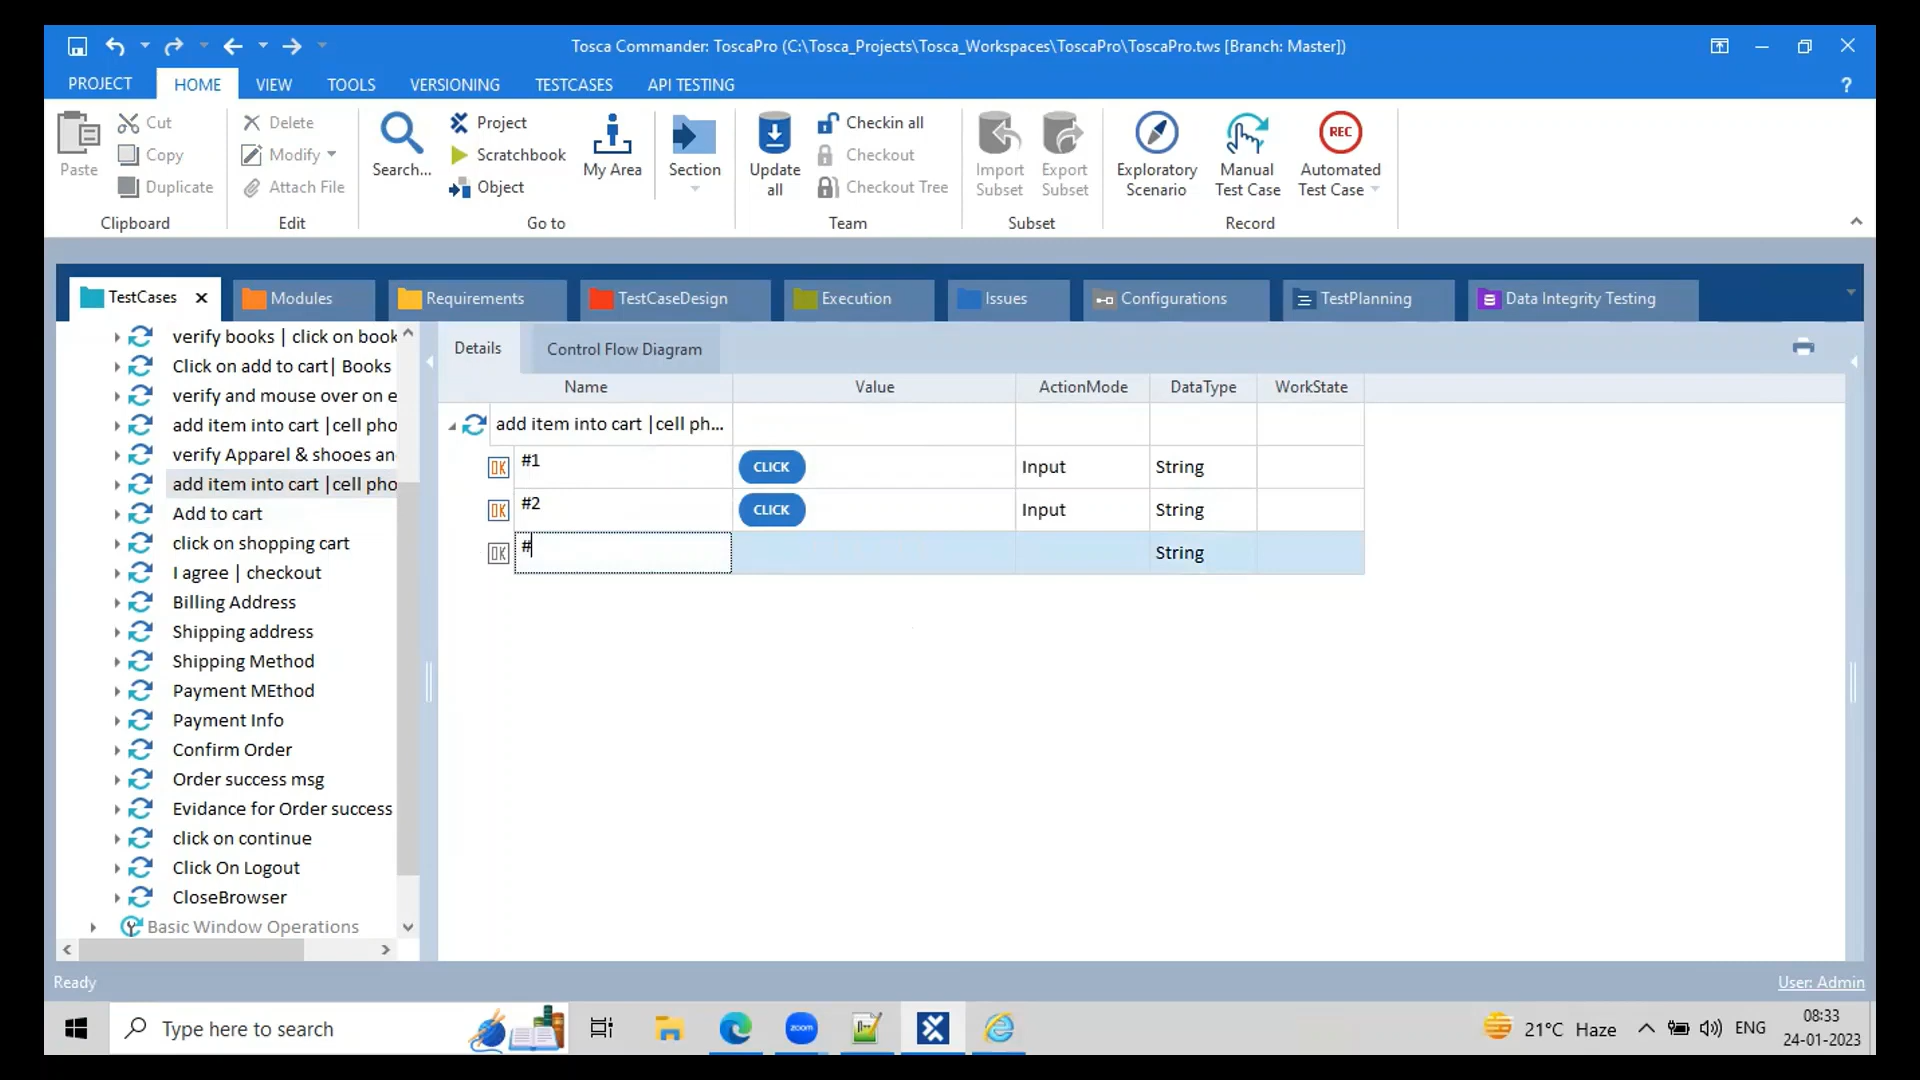 Tosca Commander: ToscaPro (C:\Tosca_Projects\Tosca_Workspaces\ToscaPro\ToscaPro.tws [Branch: Master])
PROJECT HOME VIEW TOOLS VERSIONING TESTCASES API TESTING ?
Paste
Cut
Copy
Duplicate
Clipboard
Delete
Modify
Attach File
Edit
Search...
Project
Scratchbook
Object
My Area
Section
Go to
Update all
Checkin all
Checkout
Checkout Tree
Team
Import Subset
Export Subset
Subset
Exploratory Scenario
Manual Test Case
REC
Automated Test Case
Record
TestCases Modules Requirements TestCaseDesign Execution Issues Configurations TestPlanning Data Integrity Testing
verify books | click on book
Click on add to cart| Books
verify and mouse over on e
add item into cart |cell pho
verify Apparel & shooes an
add item into cart |cell pho
Add to cart
click on shopping cart
I agree | checkout
Billing Address
Shipping address
Shipping Method
Payment MEthod
Payment Info
Confirm Order
Order success msg
Evidance for Order success
click on continue
Click On Logout
CloseBrowser
Basic Window Operations
Details Control Flow Diagram
Name Value ActionMode DataType WorkState
add item into cart |cell ph...
OK #1 CLICK Input String
OK #2 CLICK Input String
OK # String
Ready
User: Admin
Type here to search
zoom
21°C Haze
ENG
08:33
24-01-2023